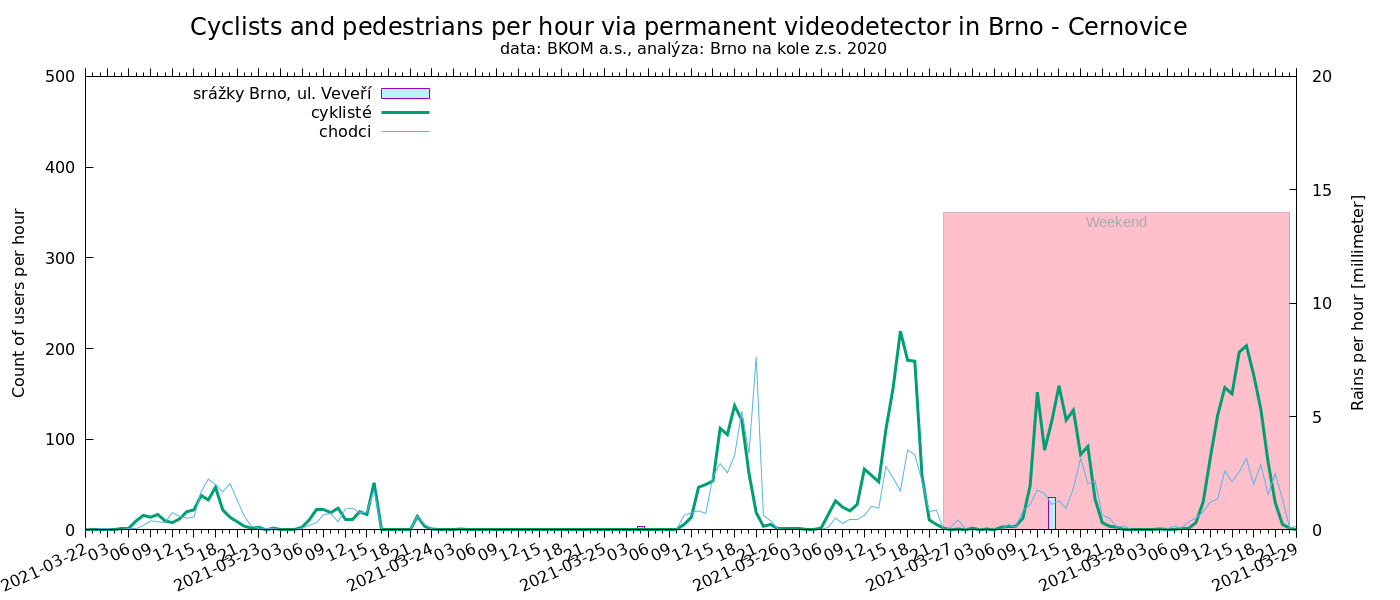 Cyclists and pedestrians per hour via permanent videodetector in Brno - Cernovice
data: BKOM a.s., analýza: Brno na kole z.s. 2020
500
400
300
200
100
0
Count of users per hour
srážky Brno, ul. Veveří
cyklisté
chodci
Weekend
20
15
10
5
0
Rains per hour [millimeter]
2021-03-22 03 06 09 12 15 18 21 2021-03-23 03 06 09 12 15 18 21 2021-03-24 03 06 09 12 15 18 21 2021-03-25 03 06 09 12 15 18 21 2021-03-26 03 06 09 12 15 18 21 2021-03-27 03 06 09 12 15 18 21 2021-03-28 03 06 09 12 15 18 21 2021-03-29